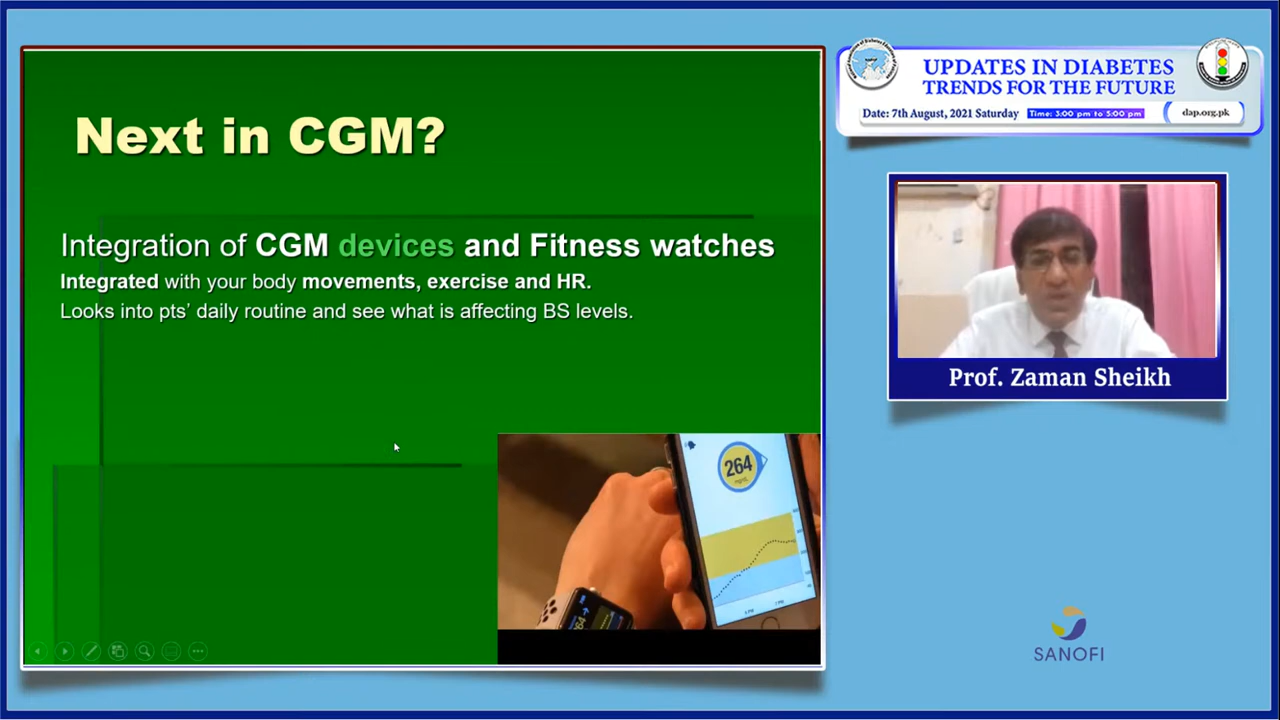 UPDATES IN DIABETES
TRENDS FOR THE FUTURE
Date: 7th August, 2021 Saturday
Time: 3:00 pm to 5:00 pm
dap.org.pk
Next in CGM?
Integration of CGM devices and Fitness watches
Integrated with your body movements, exercise and HR.
Looks into pts’ daily routine and see what is affecting BS levels.
264
mg/dL
264
Prof. Zaman Sheikh
SANOFI